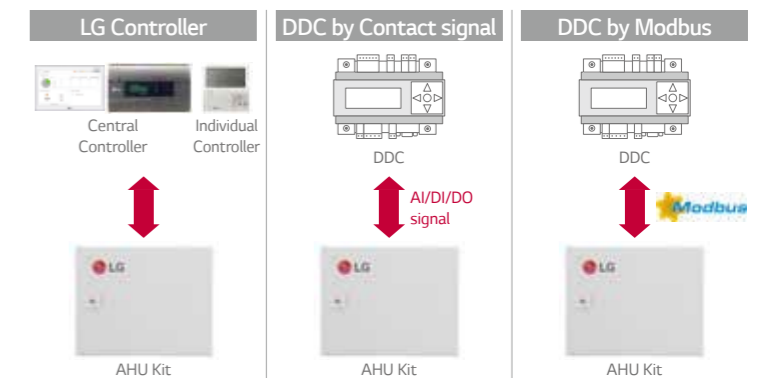 LG Controller
Central
Controller
Individual
Controller
LG
AHU Kit
DDC by Contact signal
DDC
AI/DI/DO
signal
LG
AHU Kit
DDC by Modbus
DDC
Modbus
LG
AHU Kit